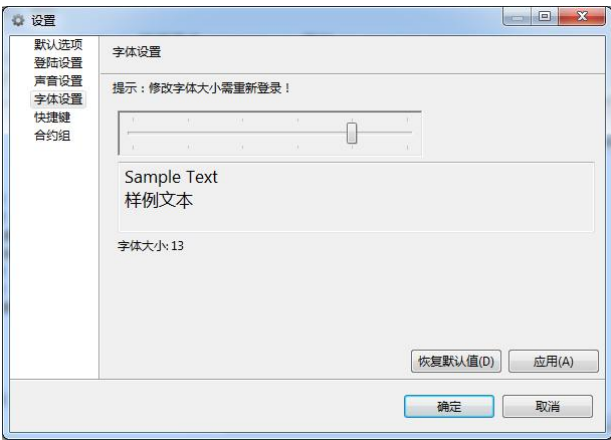 设置
默认选项
登陆设置
声音设置
字体设置
快捷键
合约组
字体设置
提示：修改字体大小需重新登录！
Sample Text
样例文本
字体大小: 13
恢复默认值(D)
应用(A)
确定
取消